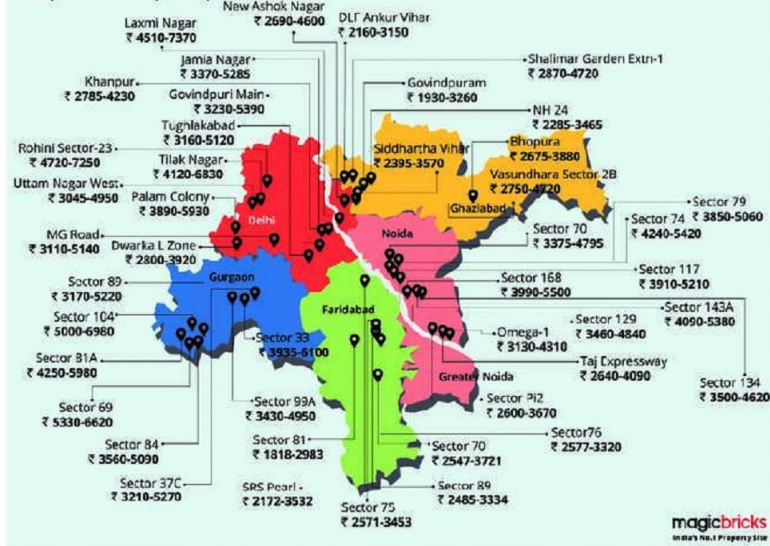 New Ashok Nagar
₹ 2690-4600
DLF Ankur Vihar
₹ 2160-3150
Laxmi Nagar
₹ 4510-7370
Jamia Nagar
₹ 3370-5285
Shalimar Garden Extn-1
₹ 2870-4720
Khanpur
₹ 2785-4230
Govindpuri Main
₹ 3230-5390
Govindpuram
₹ 1930-3260
NH 24
₹ 2285-3465
Tughlakabad
₹ 3160-5120
Rohini Sector-23
₹ 4720-7250
Siddhartha Vihar
₹ 2395-3570
Bhopura
₹ 2675-3880
Tilak Nagar
₹ 4120-6830
Vasundhara Sector 2B
₹ 2750-4720
Uttam Nagar West
₹ 3045-4950
Palam Colony
₹ 3890-5930
Ghaziabad
Sector 79
₹ 3850-5060
Delhi
Sector 74
₹ 4240-5420
MG Road
₹ 3110-5140
Noida
Sector 70
₹ 3375-4795
Dwarka L Zone
₹ 2800-3920
Sector 117
₹ 3910-5210
Gurgaon
Sector 89
₹ 3170-5220
Sector 168
₹ 3990-5500
Sector 143A
₹ 4090-5380
Faridabad
Sector 104
₹ 5000-6980
Sector 129
₹ 3460-4840
Omega-1
₹ 3130-4310
Sector 33
₹ 3935-6100
Sector 81A
₹ 4250-5980
Taj Expressway
₹ 2640-4090
Greater Noida
Sector 134
₹ 3500-4620
Sector 69
₹ 5330-6620
Sector 99A
₹ 3430-4950
Sector Pi2
₹ 2600-3670
Sector 84
₹ 3560-5090
Sector 81
₹ 1818-2983
Sector76
₹ 2577-3320
Sector 70
₹ 2547-3721
Sector 37C
₹ 3210-5270
SRS Pearl
₹ 2172-3532
Sector 89
₹ 2485-3334
Sector 75
₹ 2571-3453
magicbricks
India's No.1 Property Site